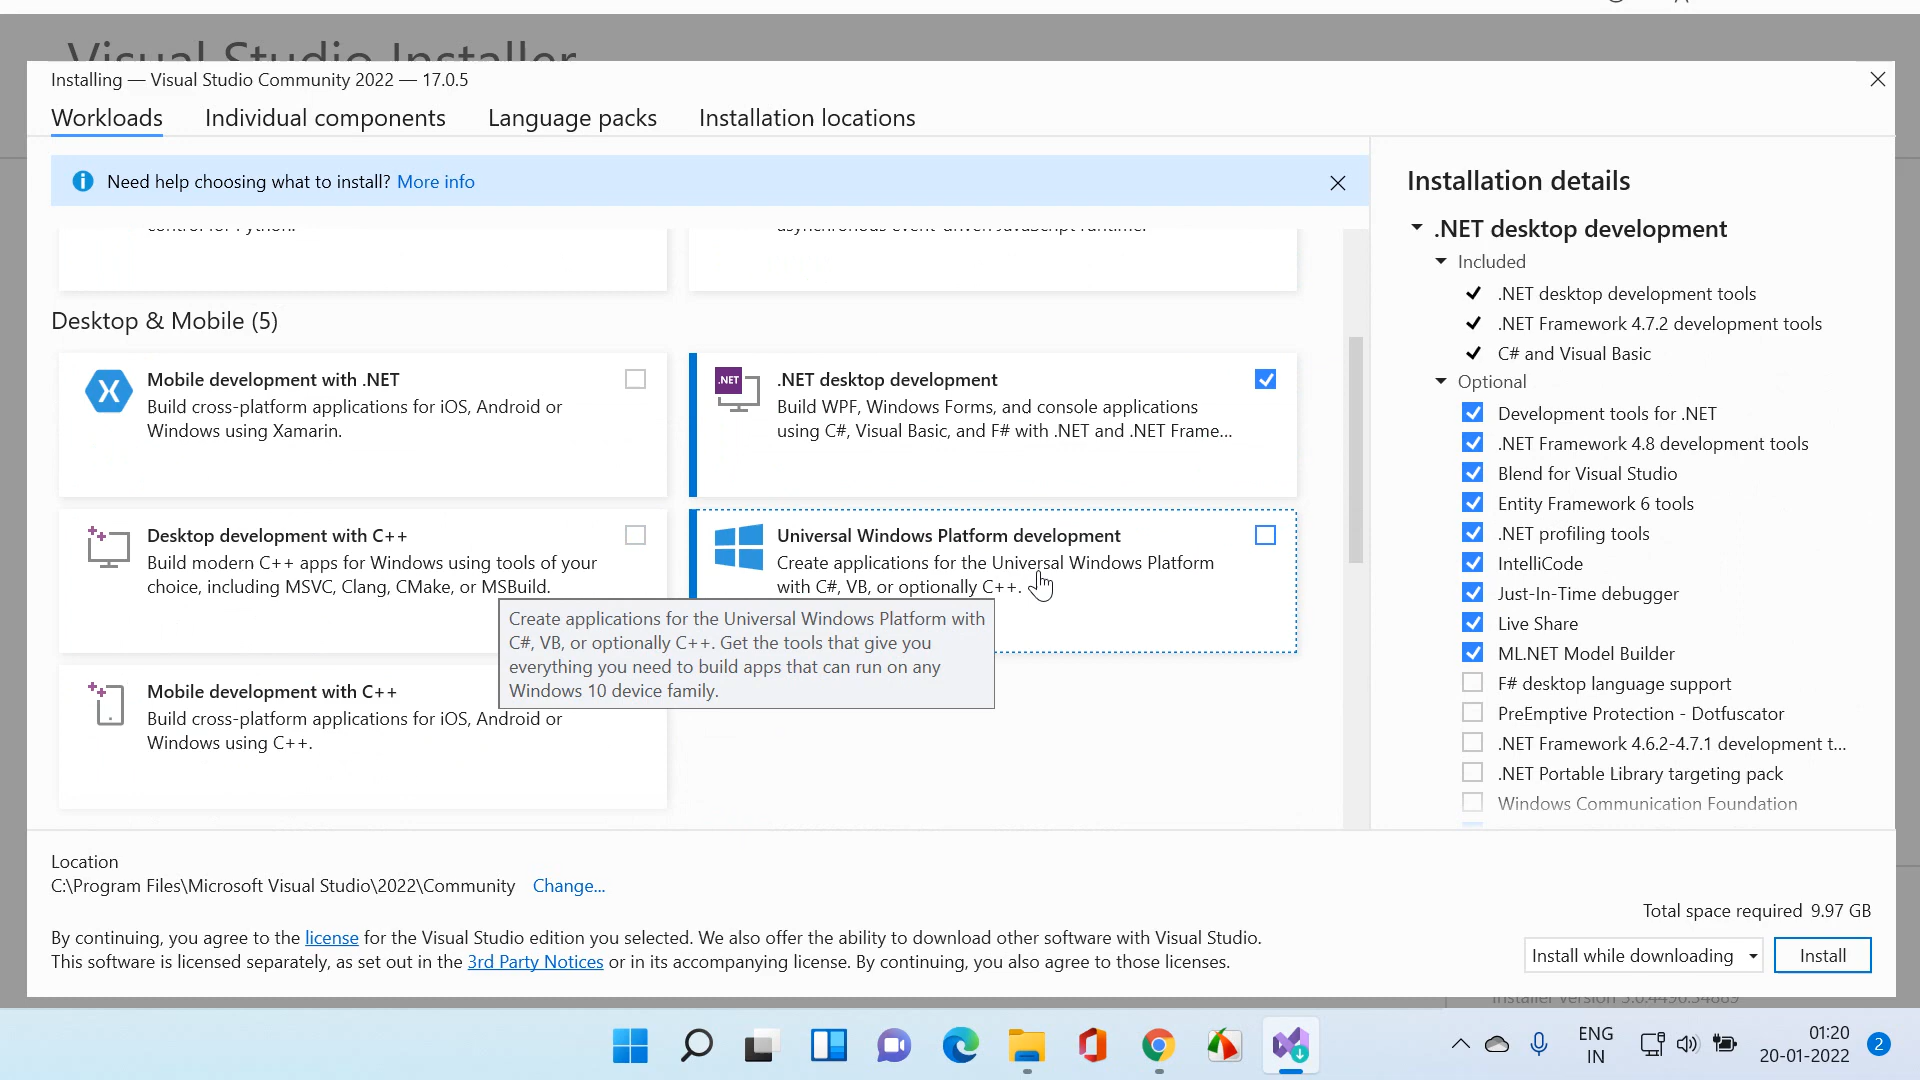 Visual Studio Installer
Installing — Visual Studio Community 2022 — 17.0.5
Workloads
Individual components
Language packs
Installation locations
Need help choosing what to install? More info
control for Python.
asynchronous event-driven JavaScript runtime.
Desktop & Mobile (5)
Mobile development with .NET
Build cross-platform applications for iOS, Android or
Windows using Xamarin.
.NET
.NET desktop development
Build WPF, Windows Forms, and console applications
using C#, Visual Basic, and F# with .NET and .NET Frame...
Desktop development with C++
Build modern C++ apps for Windows using tools of your
choice, including MSVC, Clang, CMake, or MSBuild.
Universal Windows Platform development
Create applications for the Universal Windows Platform
with C#, VB, or optionally C++.
Create applications for the Universal Windows Platform with
C#, VB, or optionally C++. Get the tools that give you
everything you need to build apps that can run on any
Windows 10 device family.
Mobile development with C++
Build cross-platform applications for iOS, Android or
Windows using C++.
Installation details
.NET desktop development
Included
.NET desktop development tools
.NET Framework 4.7.2 development tools
C# and Visual Basic
Optional
Development tools for .NET
.NET Framework 4.8 development tools
Blend for Visual Studio
Entity Framework 6 tools
.NET profiling tools
IntelliCode
Just-In-Time debugger
Live Share
ML.NET Model Builder
F# desktop language support
PreEmptive Protection - Dotfuscator
.NET Framework 4.6.2-4.7.1 development t...
.NET Portable Library targeting pack
Windows Communication Foundation
Location
C:\Program Files\Microsoft Visual Studio\2022\Community Change...
By continuing, you agree to the license for the Visual Studio edition you selected. We also offer the ability to download other software with Visual Studio.
This software is licensed separately, as set out in the 3rd Party Notices or in its accompanying license. By continuing, you also agree to those licenses.
Total space required 9.97 GB
Install while downloading
Install
Installer version
ENG
IN
01:20
20-01-2022
2